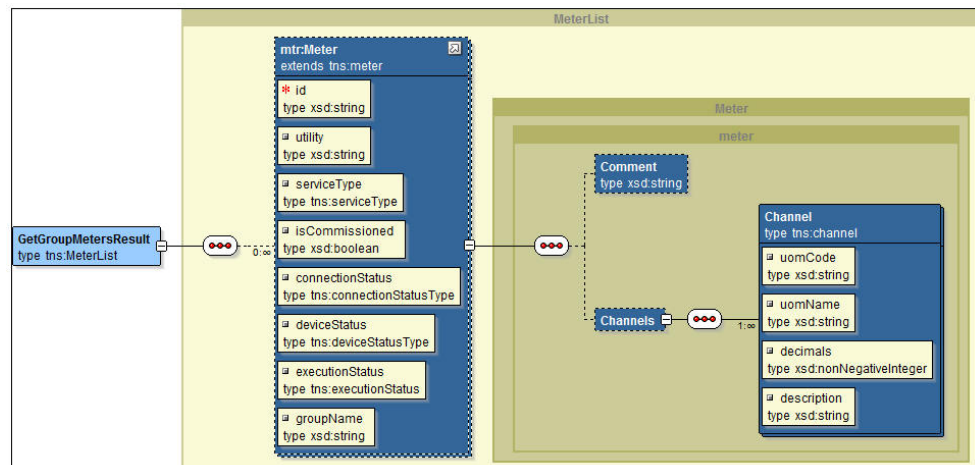 MeterList
mtr:Meter
extends tns:meter
* id
type xsd:string
utility
type xsd:string
serviceType
type tns:serviceType
isCommissioned
type xsd:boolean
connectionStatus
type tns:connectionStatusType
deviceStatus
type tns:deviceStatusType
executionStatus
type tns:executionStatus
groupName
type xsd:string
GetGroupMetersResult
type tns:MeterList
0:∞
Meter
meter
Comment
type xsd:string
Channels
1:∞
Channel
type tns:channel
uomCode
type xsd:string
uomName
type xsd:string
decimals
type xsd:nonNegativeInteger
description
type xsd:string